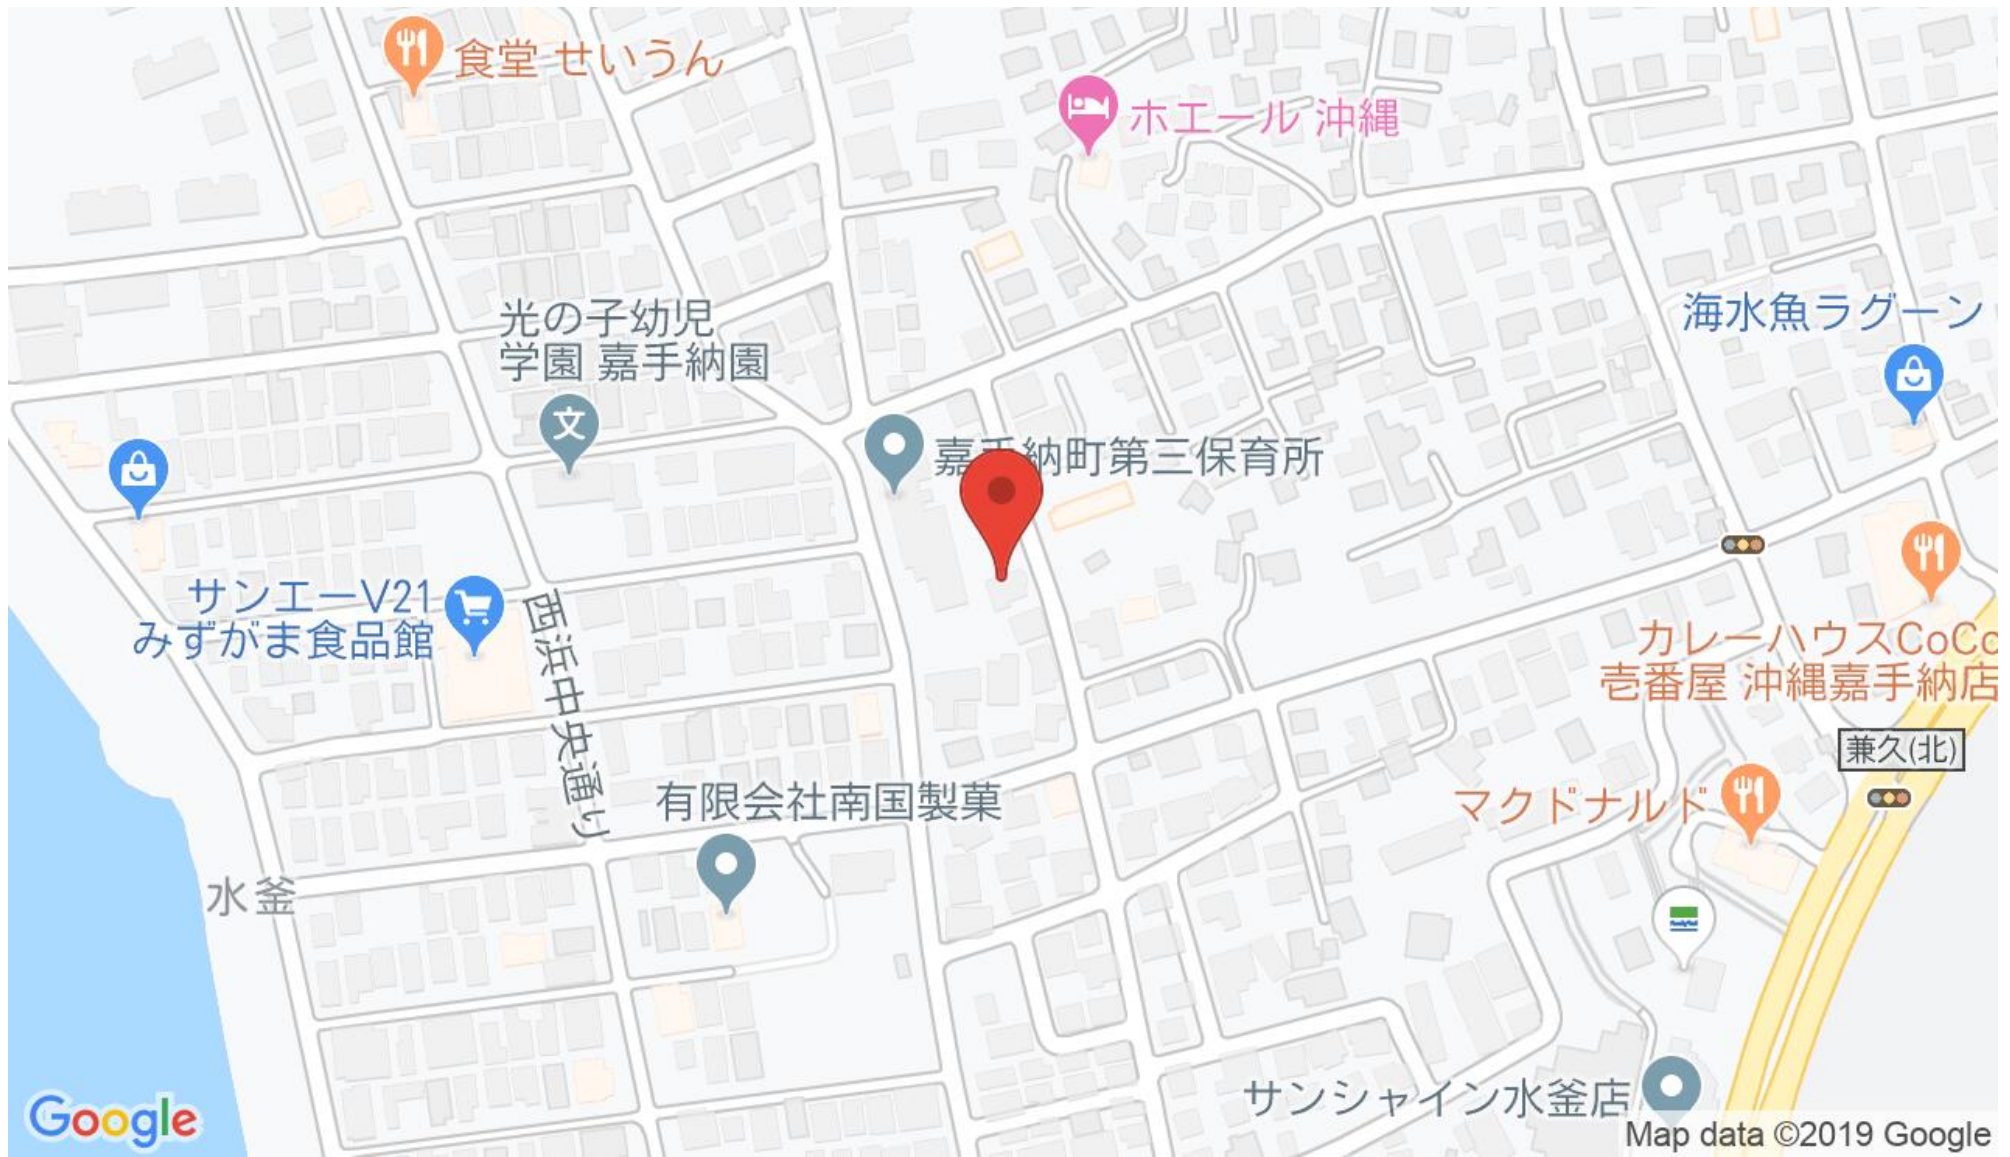 食堂 せいうん
ホエール 沖縄
光の子幼児
学園 嘉手納園
海水魚ラグーン
文
嘉手納町第三保育所
サンエーV21
みずがま食品館
西浜中央通り
カレーハウスCoCo
壱番屋 沖縄嘉手納店
兼久(北)
有限会社南国製菓
マクドナルド
水釜
サンシャイン水釜店
Google
Map data ©2019 Google